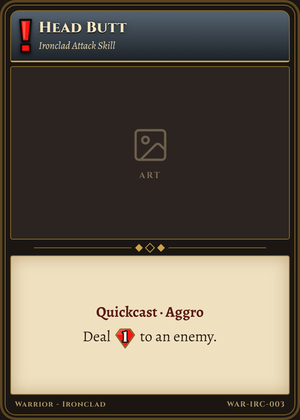 Head Butt
Ironclad Attack Skill
ART
Quickcast · Aggro
Deal 1 to an enemy.
Warrior - Ironclad
WAR-IRC-003